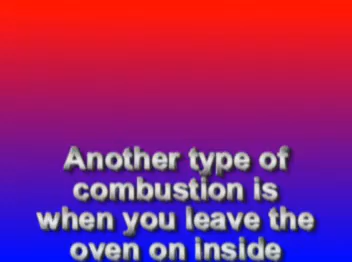 Another type of
combustion is
when you leave the
oven on inside